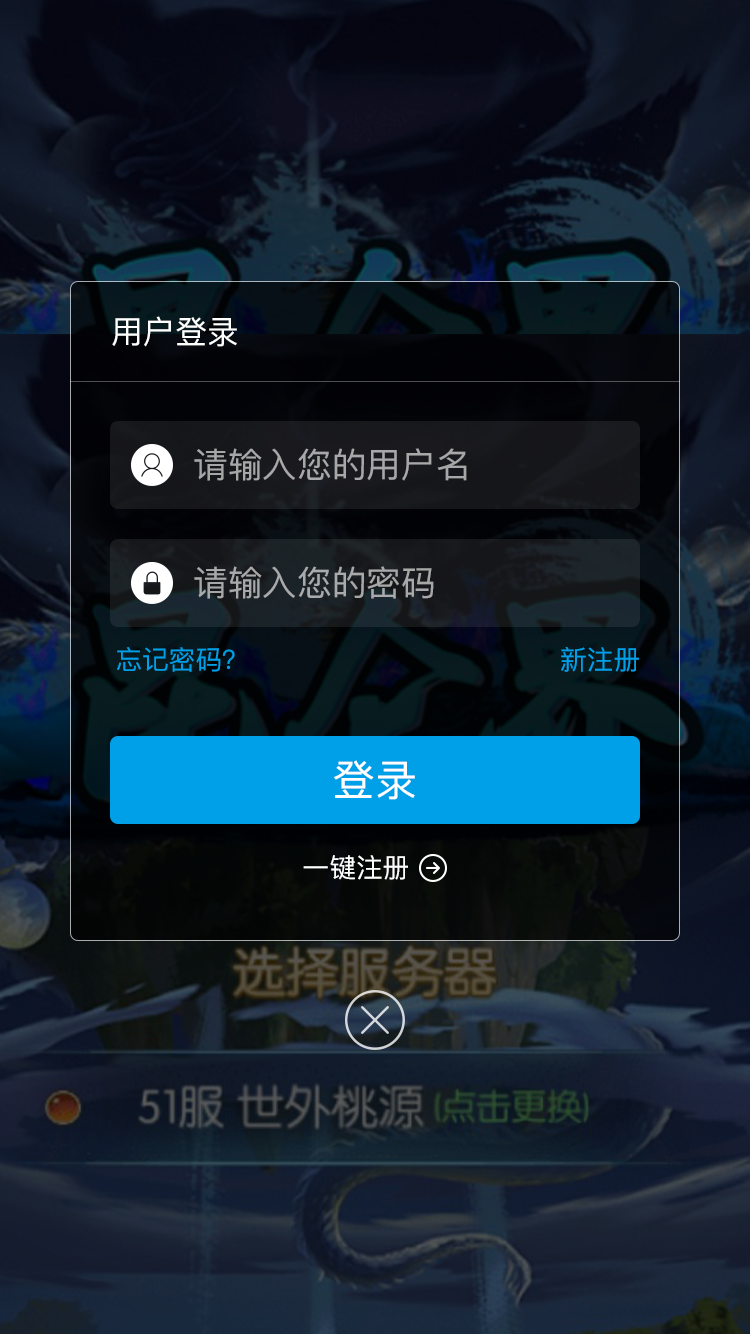 用户登录
请输入您的用户名
请输入您的密码
忘记密码?
新注册
登录
一键注册
选择服务器
51服 世外桃源 (点击更换)